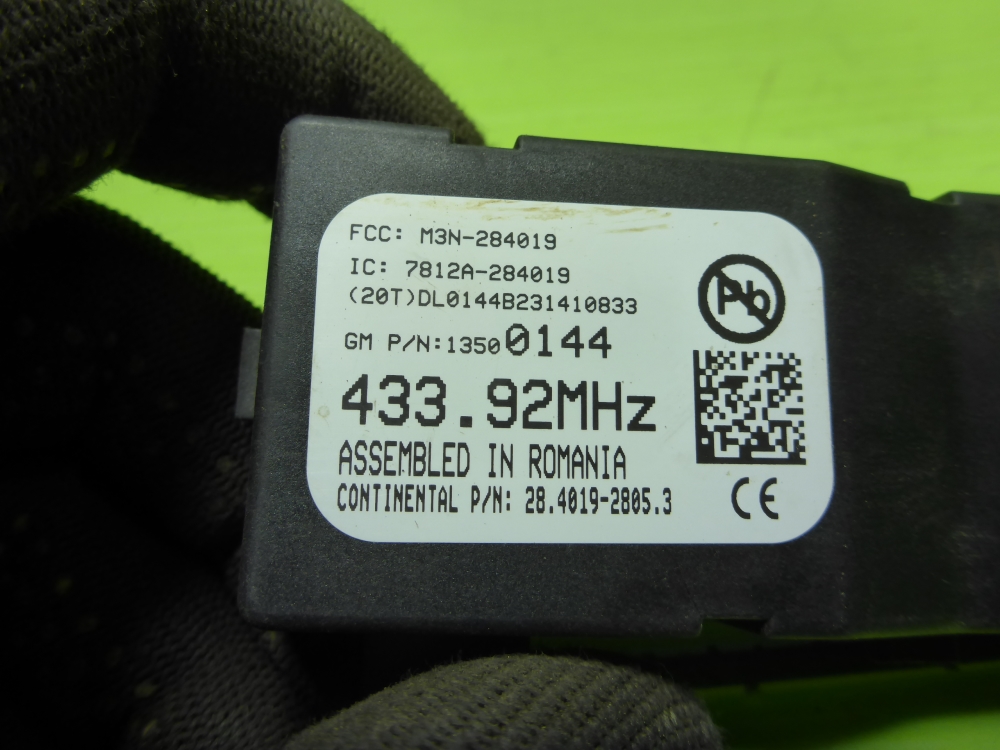 FCC: M3N-284019
IC: 7812A-284019
(20T)DL0144B231410833
GM P/N:13500144
Pb
433.92MHz
ASSEMBLED IN ROMANIA
CONTINENTAL P/N: 28.4019-2805.3
CE